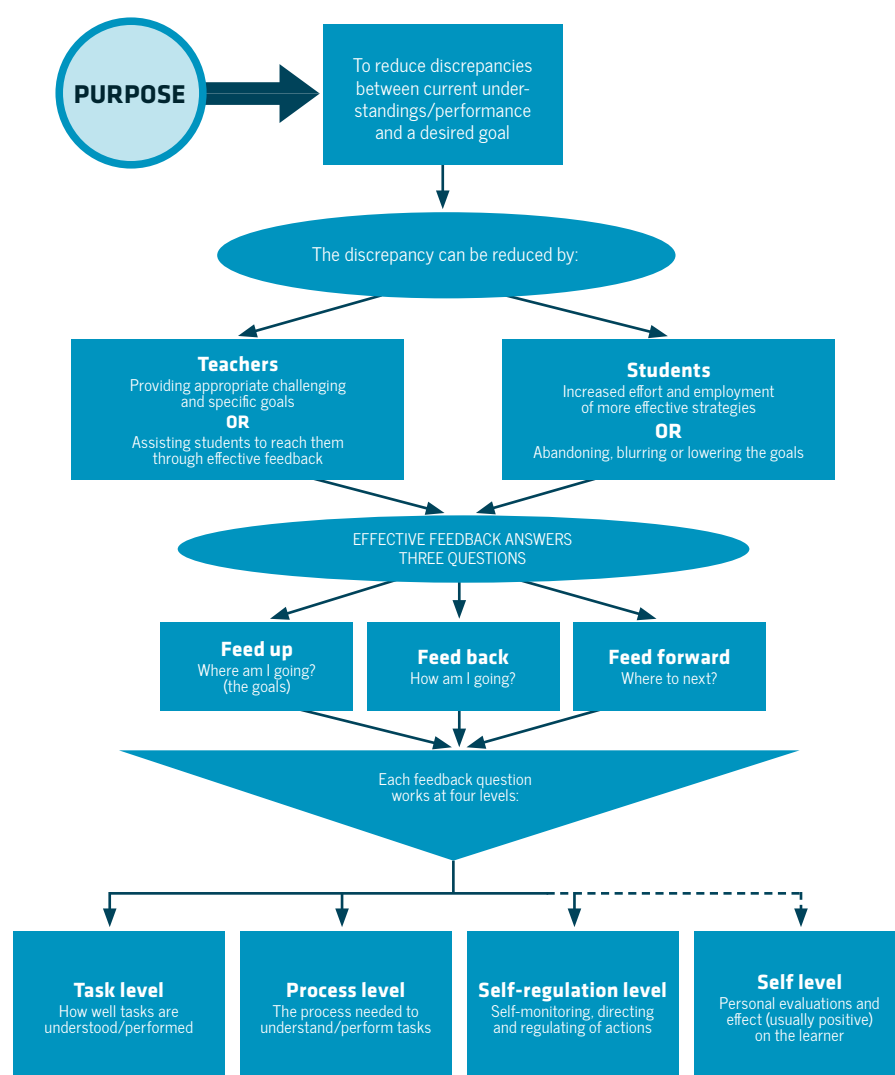 PURPOSE
To reduce discrepancies
between current under-
standings/performance
and a desired goal
The discrepancy can be reduced by:
Teachers
Providing appropriate challenging
and specific goals
OR
Assisting students to reach them
through effective feedback
Students
Increased effort and employment
of more effective strategies
OR
Abandoning, blurring or lowering the goals
EFFECTIVE FEEDBACK ANSWERS
THREE QUESTIONS
Feed up
Where am I going?
(the goals)
Feed back
How am I going?
Feed forward
Where to next?
Each feedback question
works at four levels:
Task level
How well tasks are
understood/performed
Process level
The process needed to
understand/perform tasks
Self-regulation level
Self-monitoring, directing
and regulating of actions
Self level
Personal evaluations and
effect (usually positive)
on the learner